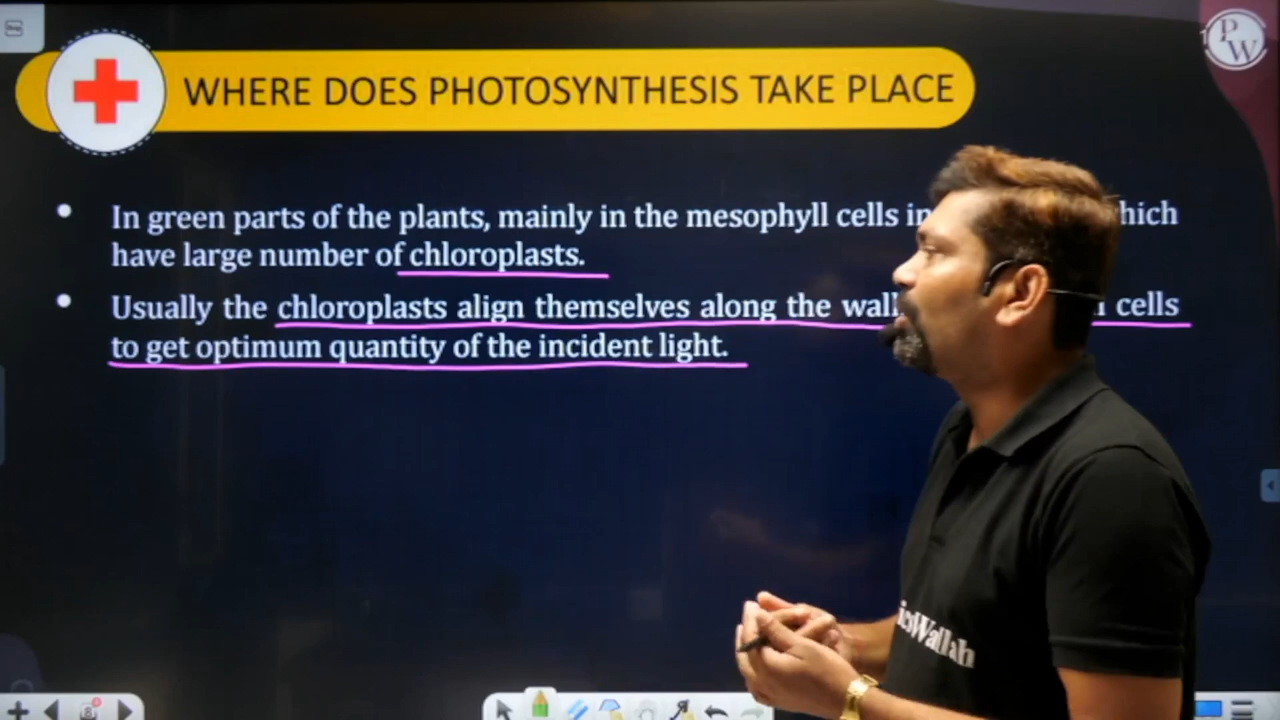 WHERE DOES PHOTOSYNTHESIS TAKE PLACE
PW
In green parts of the plants, mainly in the mesophyll cells in
have large number of chloroplasts.
Usually the chloroplasts align themselves along the cells
to get optimum quantity of the incident light.
Wallah